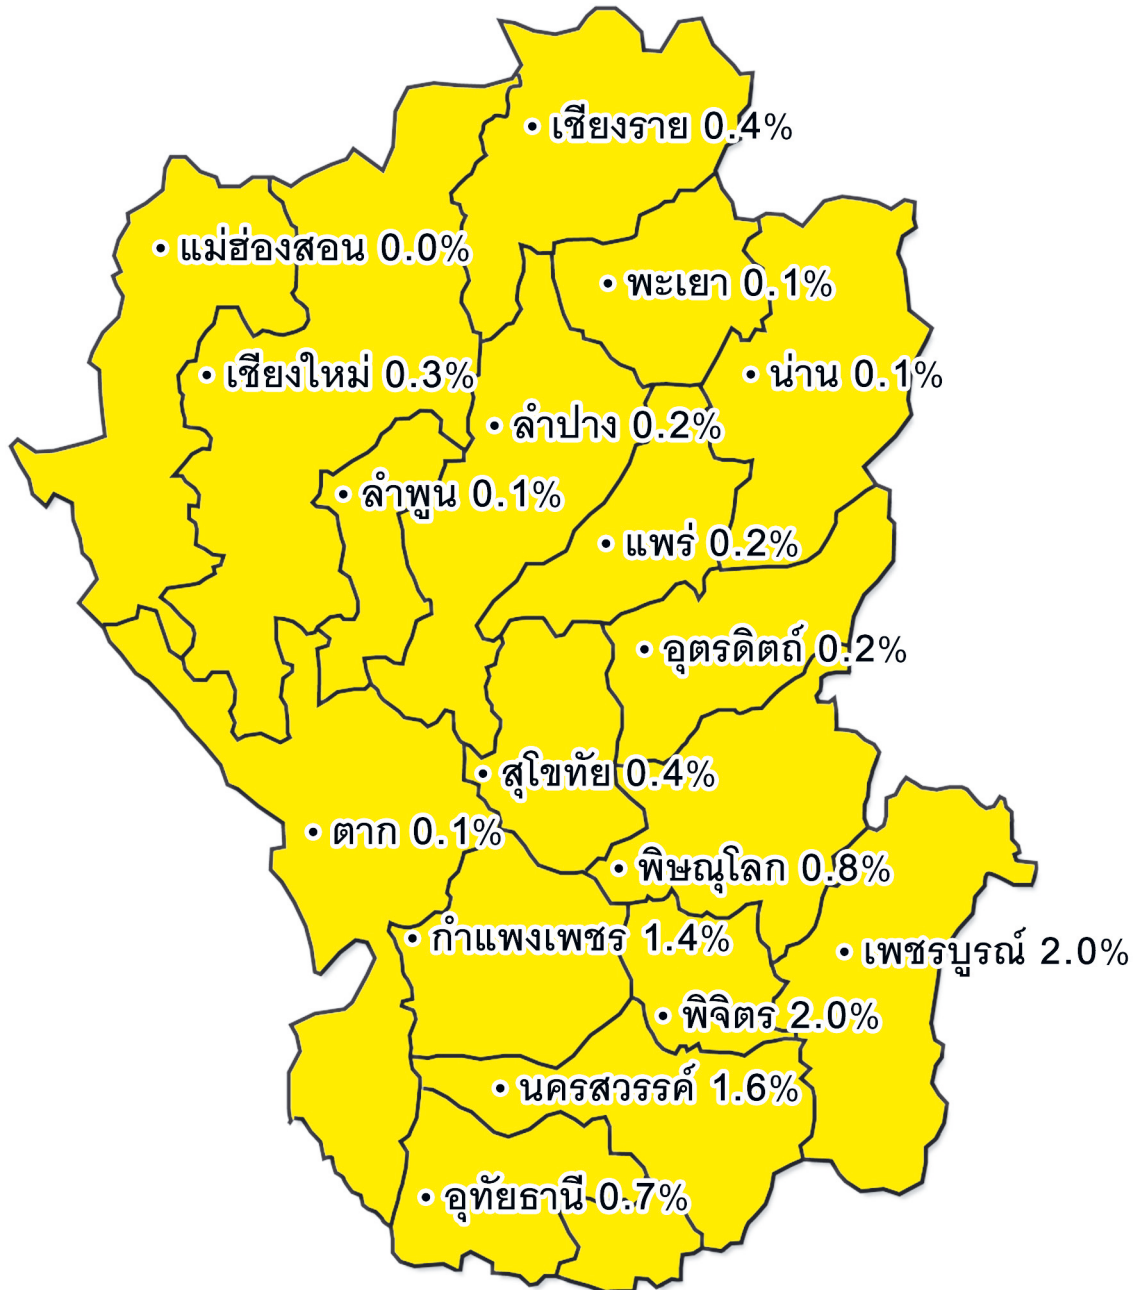 • เชียงราย 0.4%
• แม่ฮ่องสอน 0.0%
• พะเยา 0.1%
• เชียงใหม่ 0.3%
• น่าน 0.1%
• ลำปาง 0.2%
• ลำพูน 0.1%
• แพร่ 0.2%
• อุตรดิตถ์ 0.2%
• สุโขทัย 0.4%
• ตาก 0.1%
• พิษณุโลก 0.8%
• กำแพงเพชร 1.4%
• เพชรบูรณ์ 2.0%
• พิจิตร 2.0%
• นครสวรรค์ 1.6%
• อุทัยธานี 0.7%